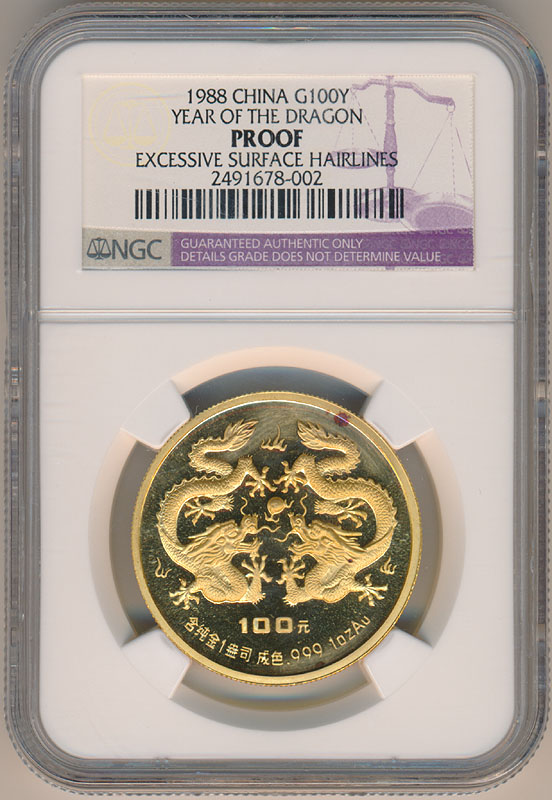 1988 CHINA G100Y
YEAR OF THE DRAGON
PROOF
EXCESSIVE SURFACE HAIRLINES
2491678-002
NGC
GUARANTEED AUTHENTIC ONLY
DETAILS GRADE DOES NOT DETERMINE VALUE
100元
含纯金1盎司 成色.999 1ozAu